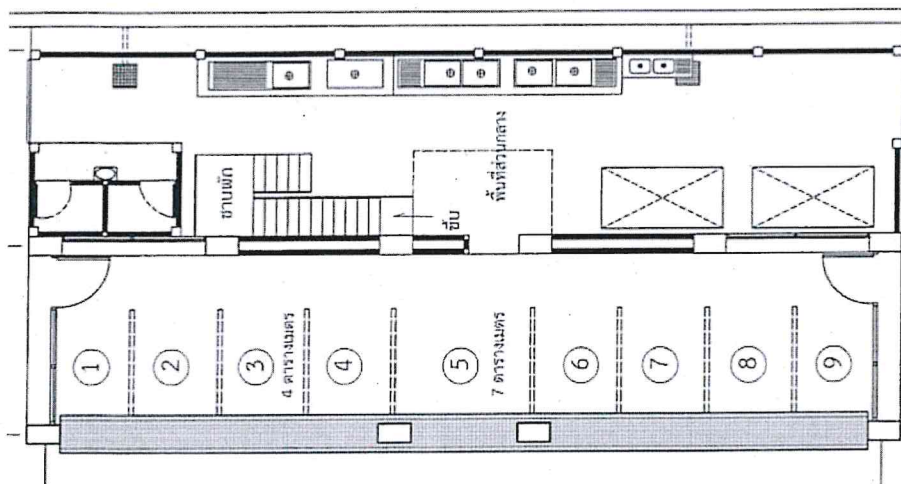 ชานพัก
ขึ้น
พื้นที่ส่วนกลาง
1
2
3
4 ตารางเมตร
4
5
7 ตารางเมตร
6
7
8
9